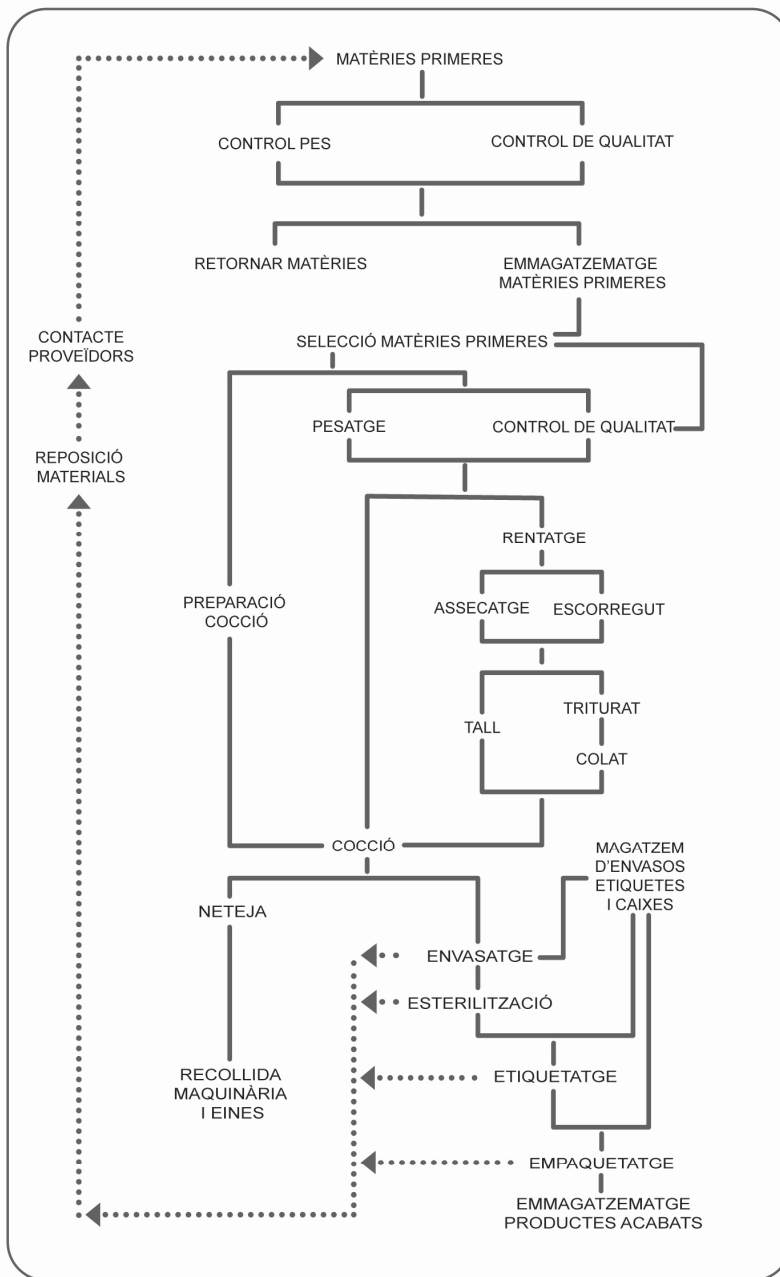 MATÈRIES PRIMERES
CONTROL PES
CONTROL DE QUALITAT
RETORNAR MATÈRIES
EMMAGATZEMATGE
MATÈRIES PRIMERES
CONTACTE
PROVEÏDORS
SELECCIÓ MATÈRIES PRIMERES
PESATGE
CONTROL DE QUALITAT
REPOSICIÓ
MATERIALS
RENTATGE
PREPARACIÓ
COCCIÓ
ASSECATGE
ESCORREGUT
TALL
TRITURAT
COLAT
COCCIÓ
MAGATZEM
D'ENVASOS
ETIQUETES
I CAIXES
NETEJA
ENVASATGE
ESTERILITZACIÓ
RECOLLIDA
MAQUINÀRIA
I EINES
ETIQUETATGE
EMPAQUETATGE
EMMAGATZEMATGE
PRODUCTES ACABATS